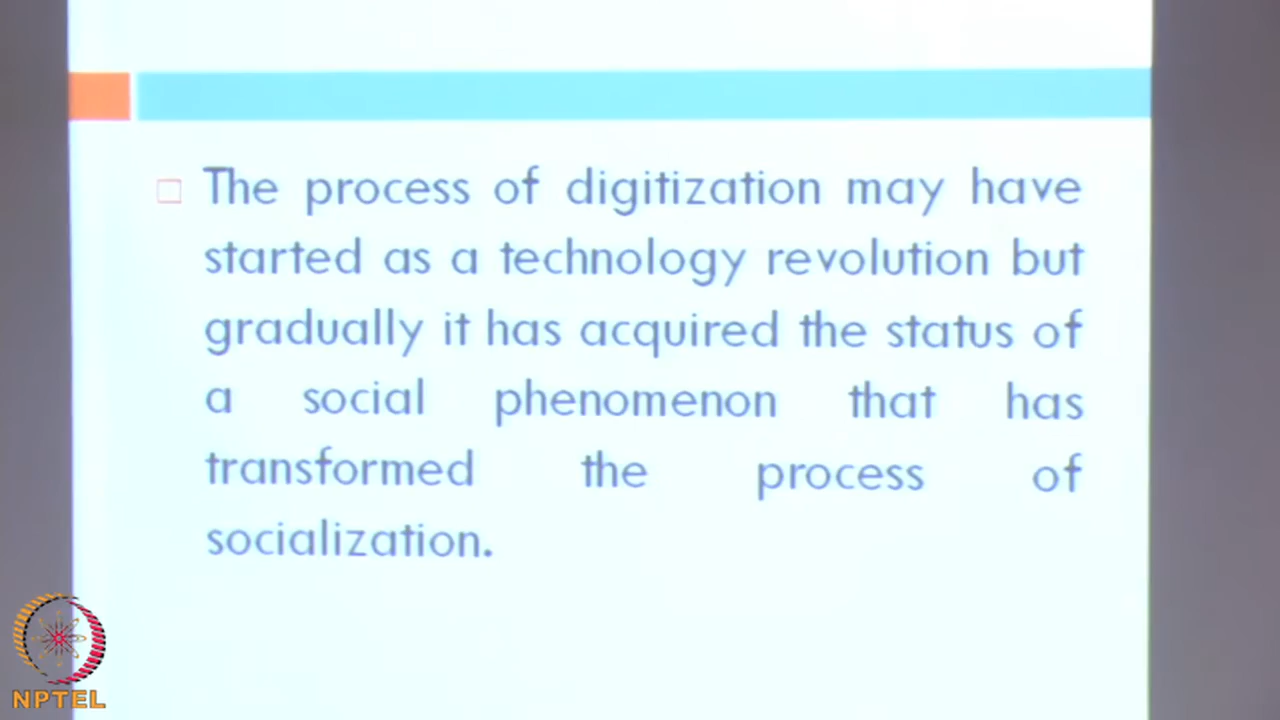 The process of digitization may have
started as a technology revolution but
gradually it has acquired the status of
a social phenomenon that has
transformed the process of
socialization.
NPTEL